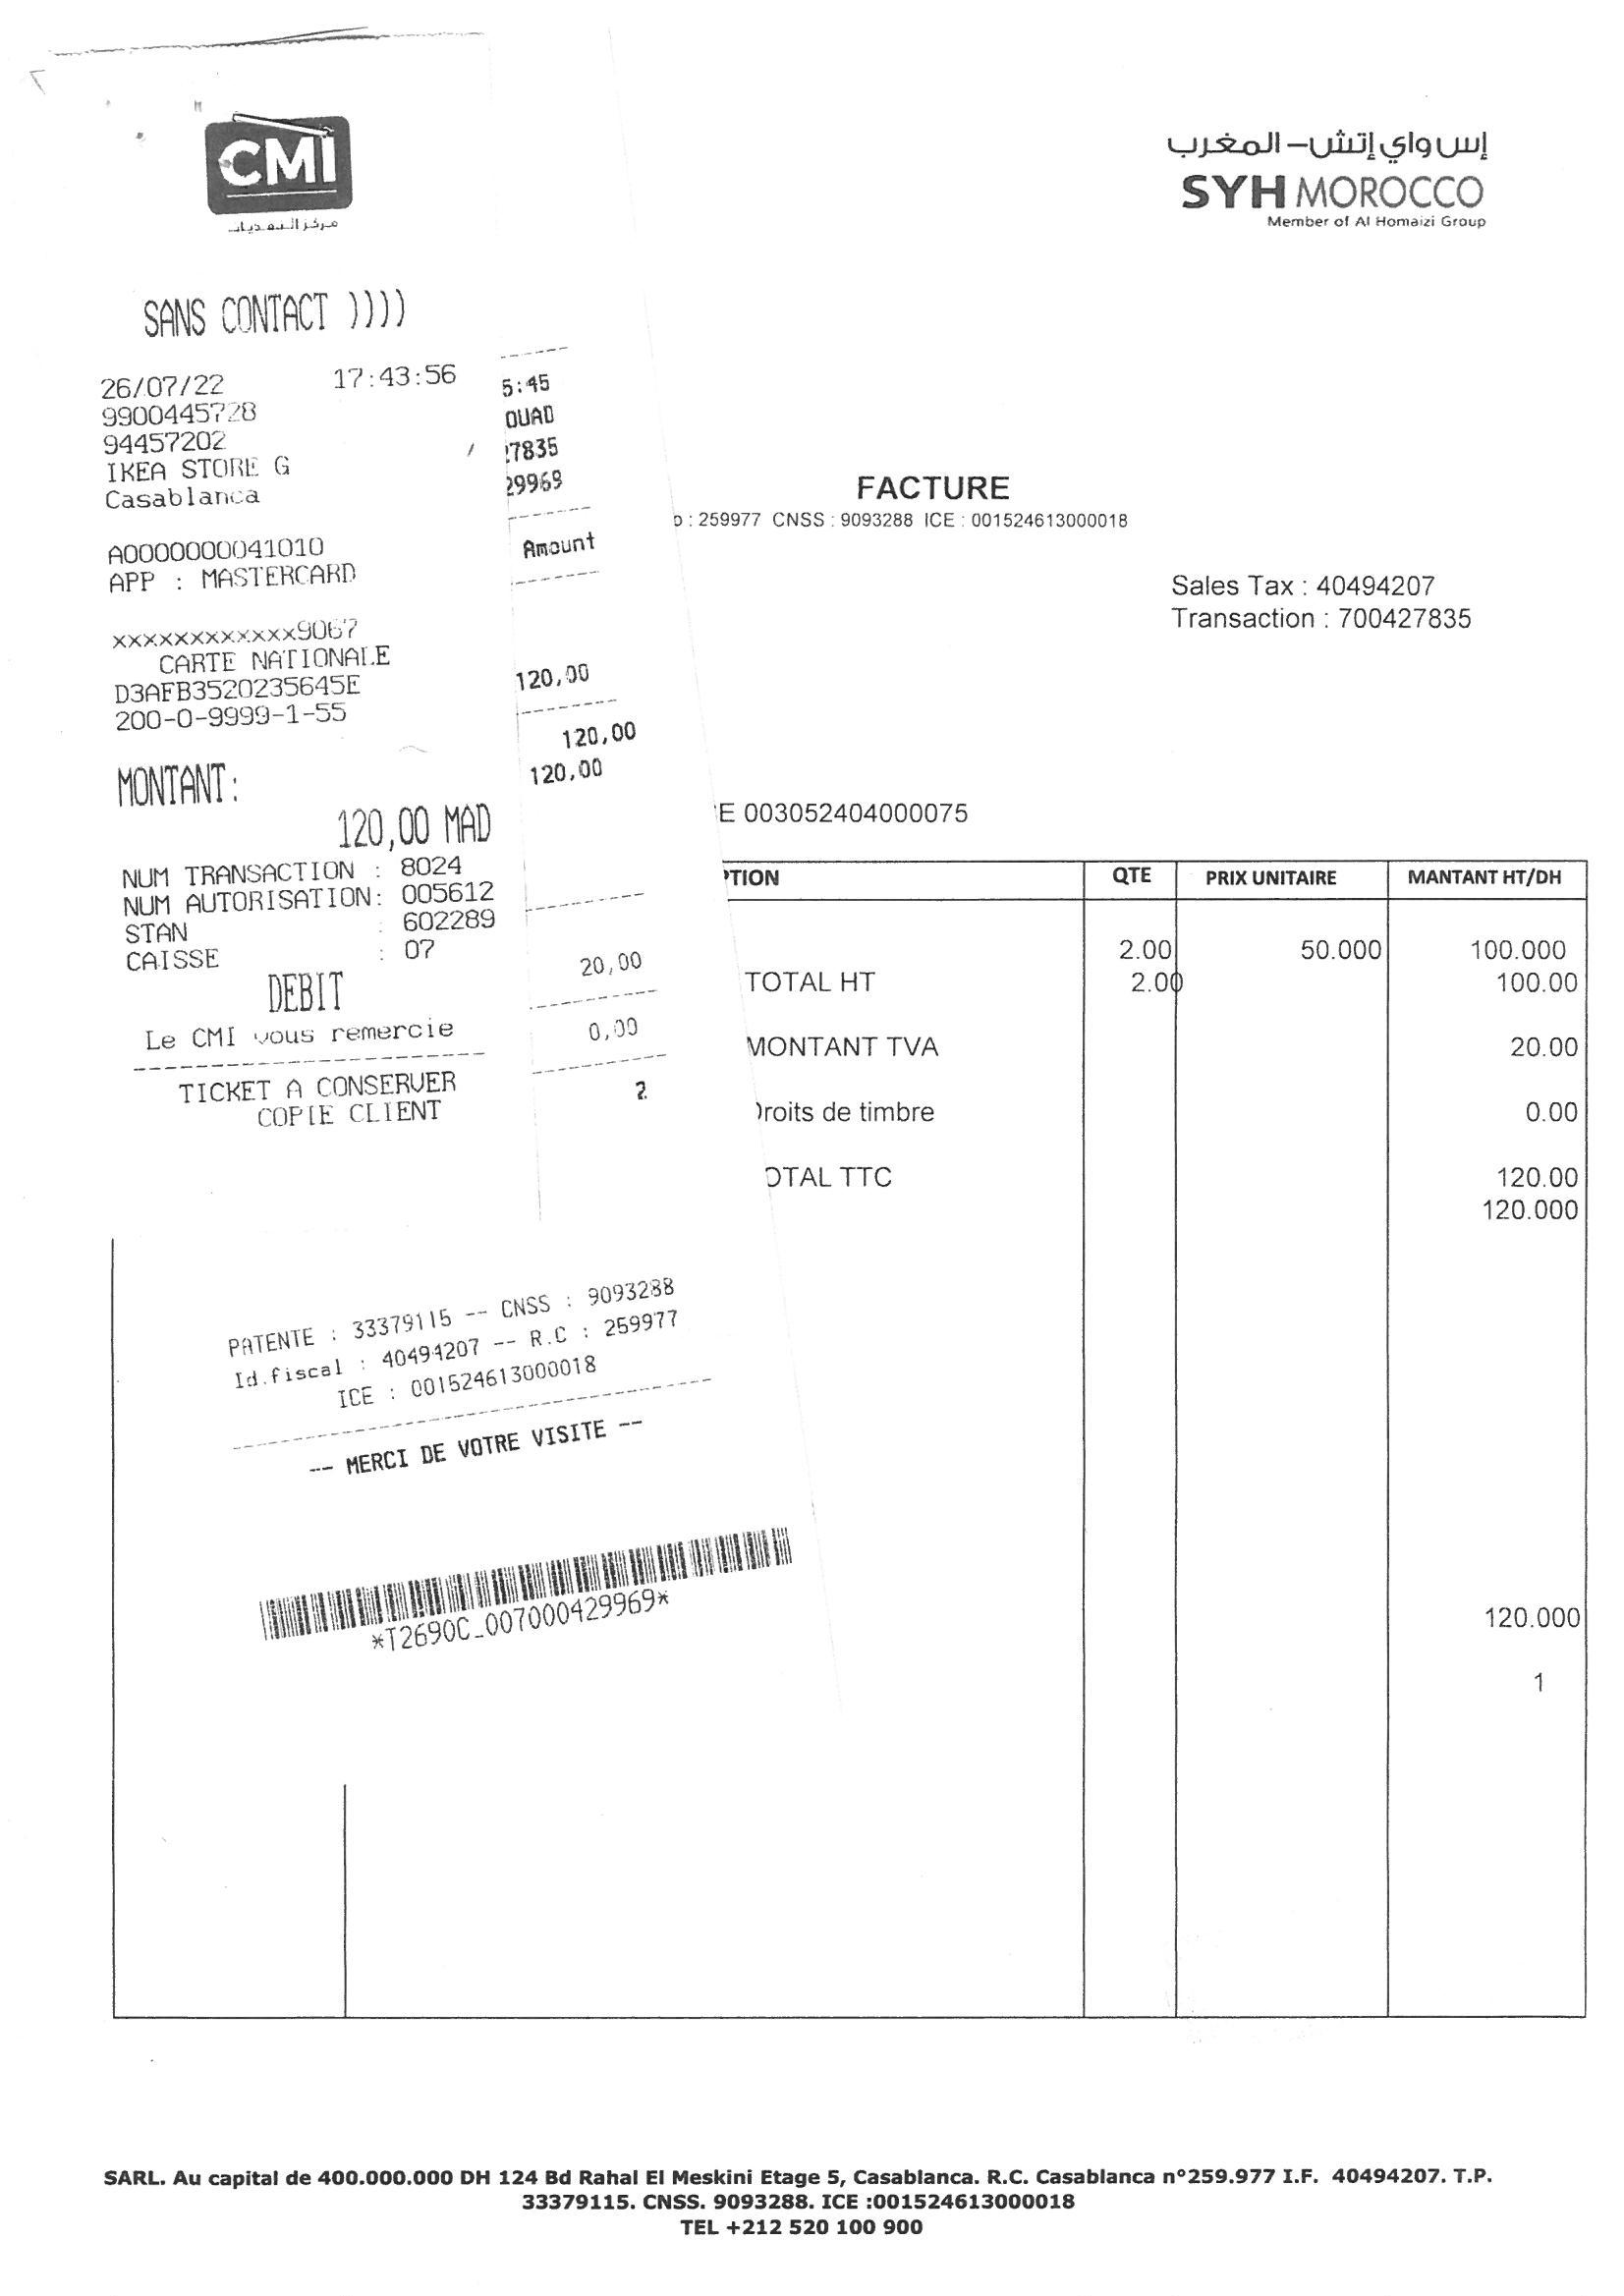 CMI
مركز النقديات
SANS CONTACT ))))
26/07/22 17:43:56
9900445728
94457202
IKEA STORE G
Casablanca
A0000000041010
APP : MASTERCARD
xxxxxxxxxxxx9067
CARTE NATIONALE
D3AFB3520235645E
200-0-9999-1-55
MONTANT:
120,00 MAD
NUM TRANSACTION : 8024
NUM AUTORISATION: 005612
STAN : 602289
CAISSE : 07
DEBIT
Le CMI vous remercie
TICKET A CONSERVER
COPIE CLIENT
5:45
OUAD
27835
29969
Amount
120,00
120,00
120,00
20,00
0,00
2
PATENTE : 33379115 -- CNSS : 9093288
Id.fiscal : 40494207 -- R.C : 259977
ICE : 001524613000018
-- MERCI DE VOTRE VISITE --
*T2690C_007000429969*
إس واي إتش – المغرب
SYH MOROCCO
Member of Al Homaizi Group
FACTURE
: 259977 CNSS : 9093288 ICE : 001524613000018
Sales Tax : 40494207
Transaction : 700427835
E 003052404000075
PTION QTE PRIX UNITAIRE MANTANT HT/DH
2.00 50.000 100.000
TOTAL HT 2.00 100.00
MONTANT TVA 20.00
roits de timbre 0.00
OTAL TTC 120.00
120.000
120.000
1
SARL. Au capital de 400.000.000 DH 124 Bd Rahal El Meskini Etage 5, Casablanca. R.C. Casablanca n°259.977 I.F. 40494207. T.P.
33379115. CNSS. 9093288. ICE :001524613000018
TEL +212 520 100 900